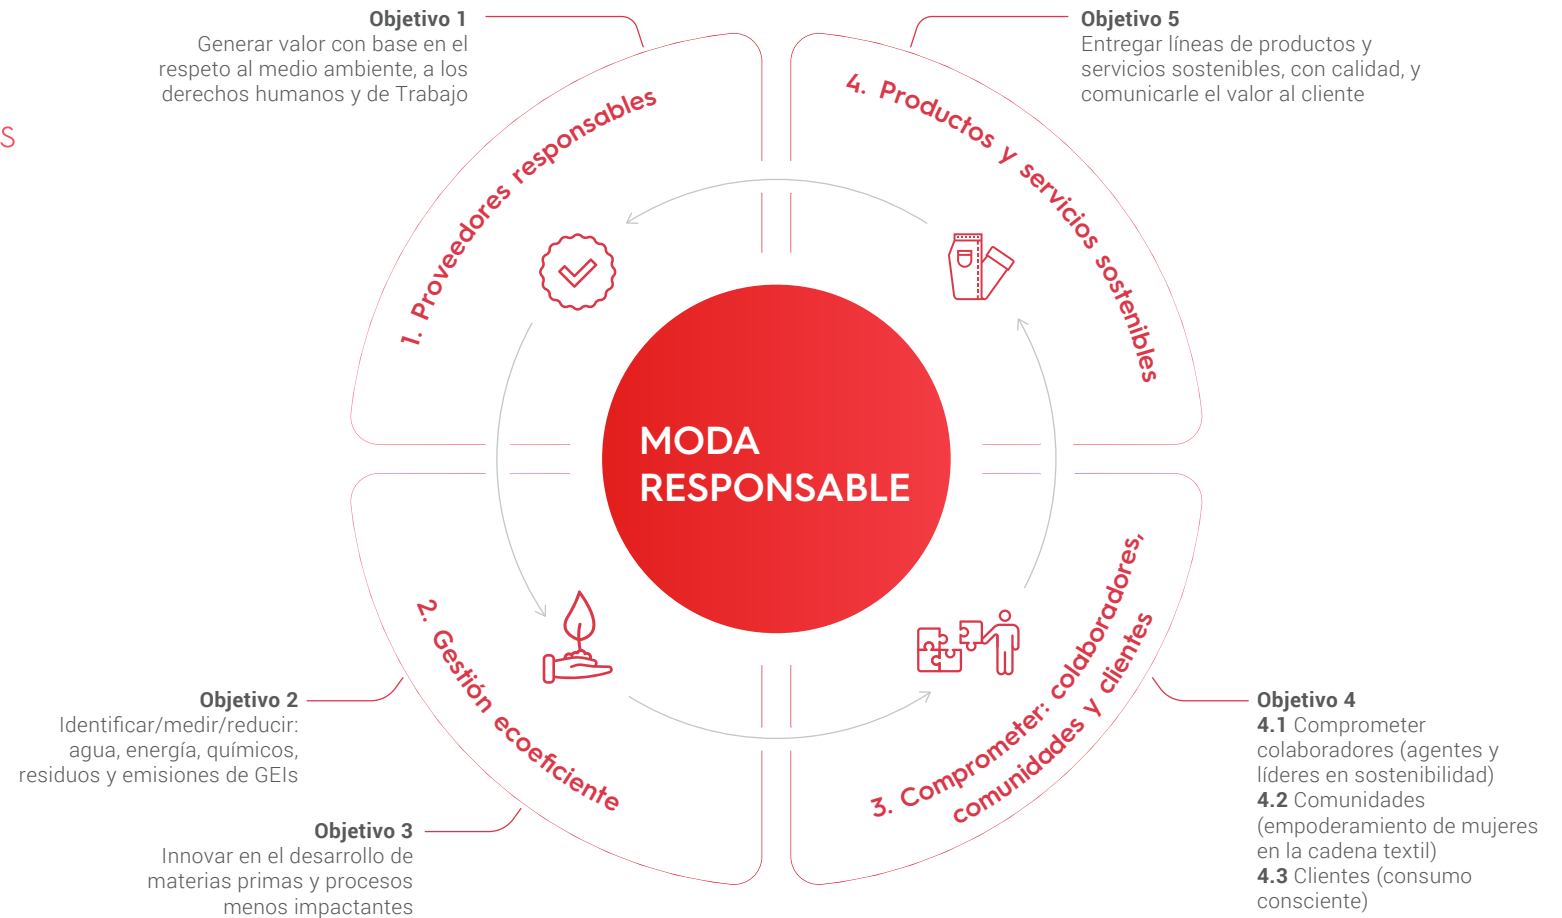 Objetivo 1
Generar valor con base en el
respeto al medio ambiente, a los
derechos humanos y de Trabajo
s
1. Proveedores responsables
Objetivo 5
Entregar líneas de productos y
servicios sostenibles, con calidad, y
comunicarle el valor al cliente
4. Productos y servicios sostenibles
MODA
RESPONSABLE
2. Gestión ecoeficiente
Objetivo 2
Identificar/medir/reducir:
agua, energía, químicos,
residuos y emisiones de GEIs
Objetivo 3
Innovar en el desarrollo de
materias primas y procesos
menos impactantes
3. Comprometer: colaboradores,
comunidades y clientes
Objetivo 4
4.1 Comprometer
colaboradores (agentes y
líderes en sostenibilidad)
4.2 Comunidades
(empoderamiento de mujeres
en la cadena textil)
4.3 Clientes (consumo
consciente)